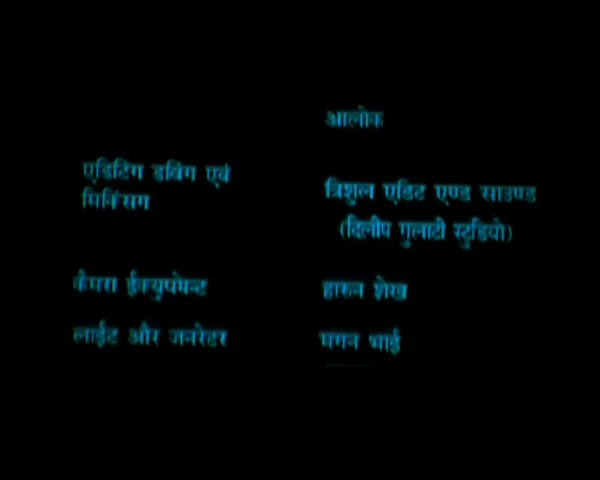 आलोक
एडिटिंग डबिंग एवं
मिक्सिंग
त्रिशुल एडिट एण्ड साउण्ड
(दिलीप गुलाटी स्टुडियो)
कैमरा ईक्युपमेन्ट
हारुन शेख
लाईट और जनरेटर
मगन भाई